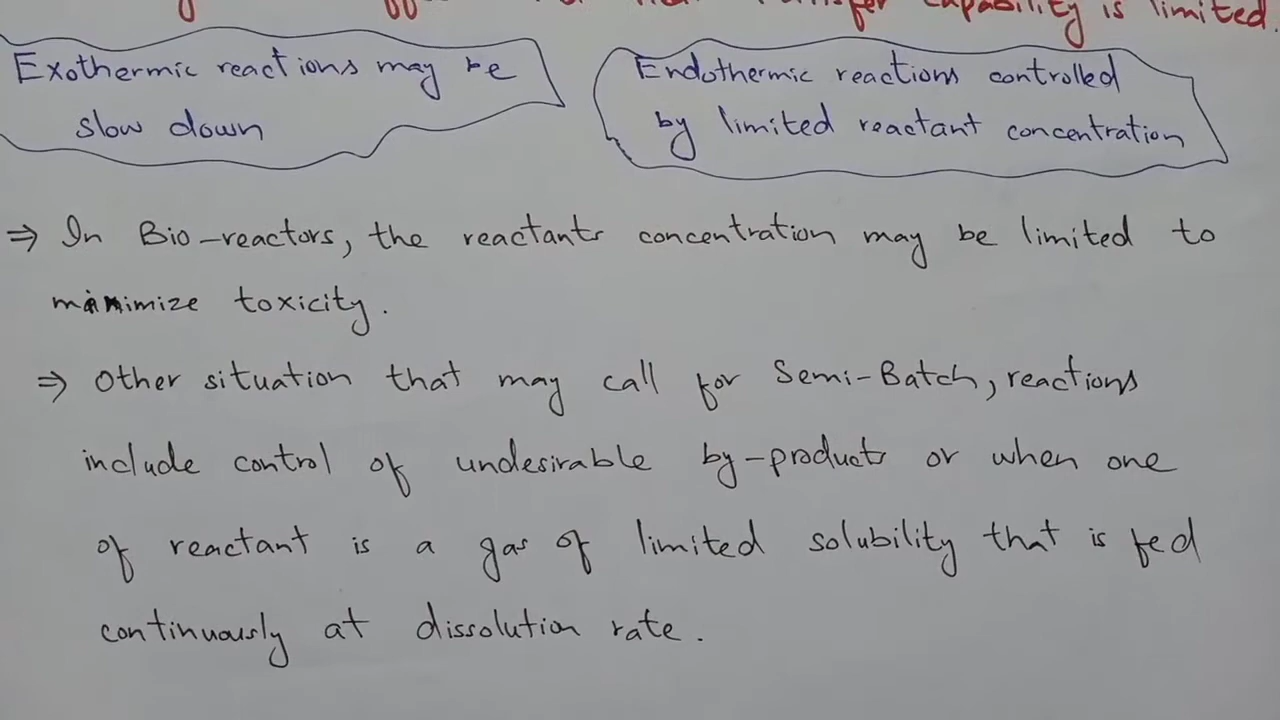 capability is limited.
Exothermic reactions may be
slow down
Endothermic reactions controlled
by limited reactant concentration
⇒ In Bio-reactors, the reactants concentration may be limited to
minimize toxicity.
⇒ Other situation that may call for Semi-Batch, reactions
include control of undesirable by-products or when one
of reactant is a gas of limited solubility that is fed
continuously at dissolution rate.